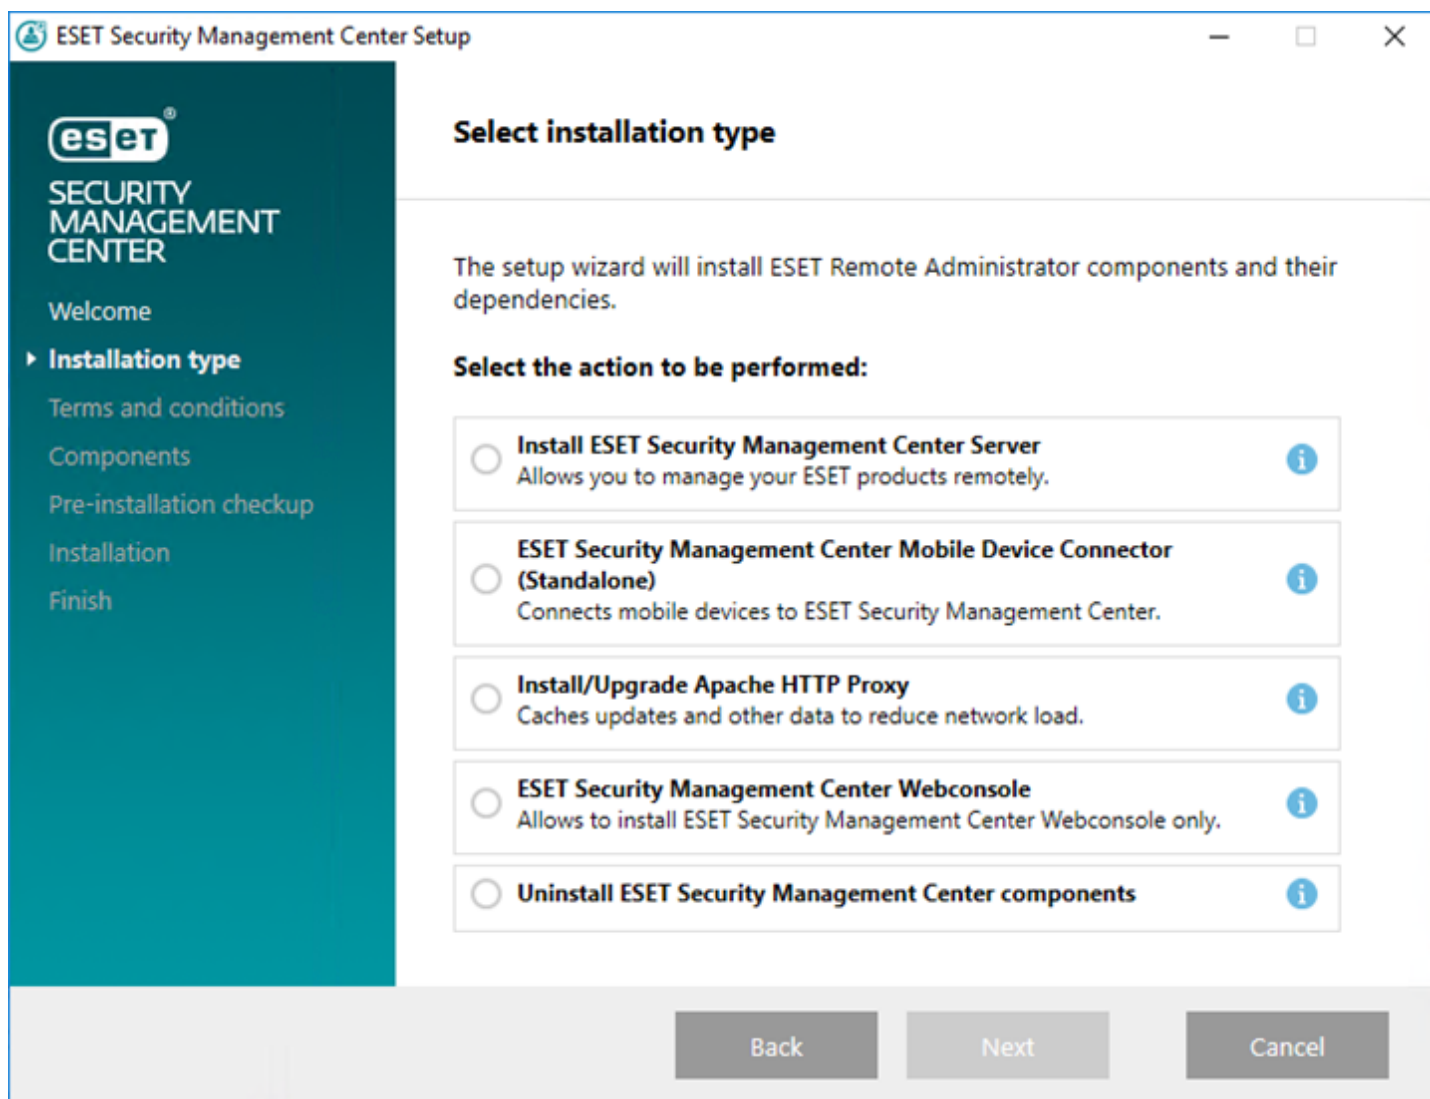 ESET Security Management Center Setup
eset®
SECURITY
MANAGEMENT
CENTER
Welcome
Installation type
Terms and conditions
Components
Pre-installation checkup
Installation
Finish
Select installation type
The setup wizard will install ESET Remote Administrator components and their
dependencies.
Select the action to be performed:
Install ESET Security Management Center Server
Allows you to manage your ESET products remotely.
ESET Security Management Center Mobile Device Connector
(Standalone)
Connects mobile devices to ESET Security Management Center.
Install/Upgrade Apache HTTP Proxy
Caches updates and other data to reduce network load.
ESET Security Management Center Webconsole
Allows to install ESET Security Management Center Webconsole only.
Uninstall ESET Security Management Center components
Back
Next
Cancel